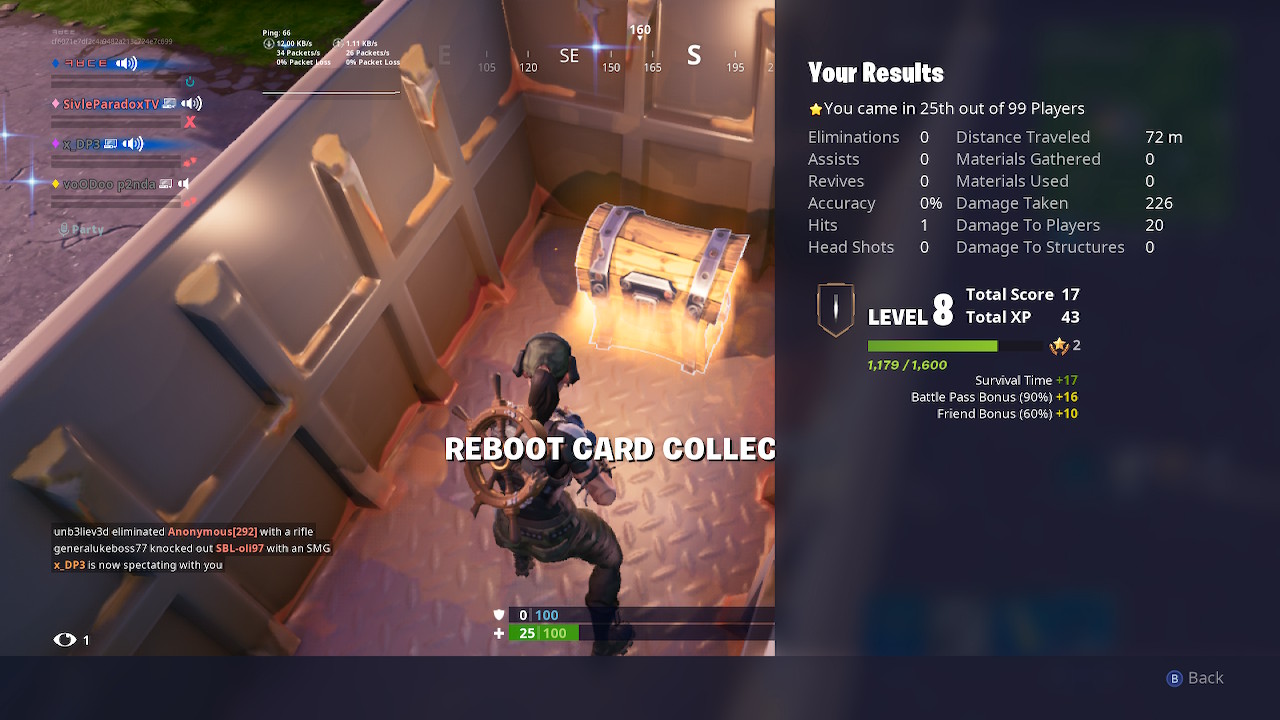 Ping: 66
12.00 KB/s 1.11 KB/s
34 Packets/s 26 Packets/s
0% Packet Loss 0% Packet Loss
160
E 105 120 SE 150 165 S 195
SivleParadoxTV
x_DP3
voODoo p2nda
Party
REBOOT CARD COLLEC
unb3liev3d eliminated Anonymous[292] with a rifle
generalukeboss77 knocked out SBL-oli97 with an SMG
x_DP3 is now spectating with you
1
0 100
25 100
Your Results
You came in 25th out of 99 Players
Eliminations 0 Distance Traveled 72 m
Assists 0 Materials Gathered 0
Revives 0 Materials Used 0
Accuracy 0% Damage Taken 226
Hits 1 Damage To Players 20
Head Shots 0 Damage To Structures 0
LEVEL 8
Total Score 17
Total XP 43
2
1,179 / 1,600
Survival Time +17
Battle Pass Bonus (90%) +16
Friend Bonus (60%) +10
B Back